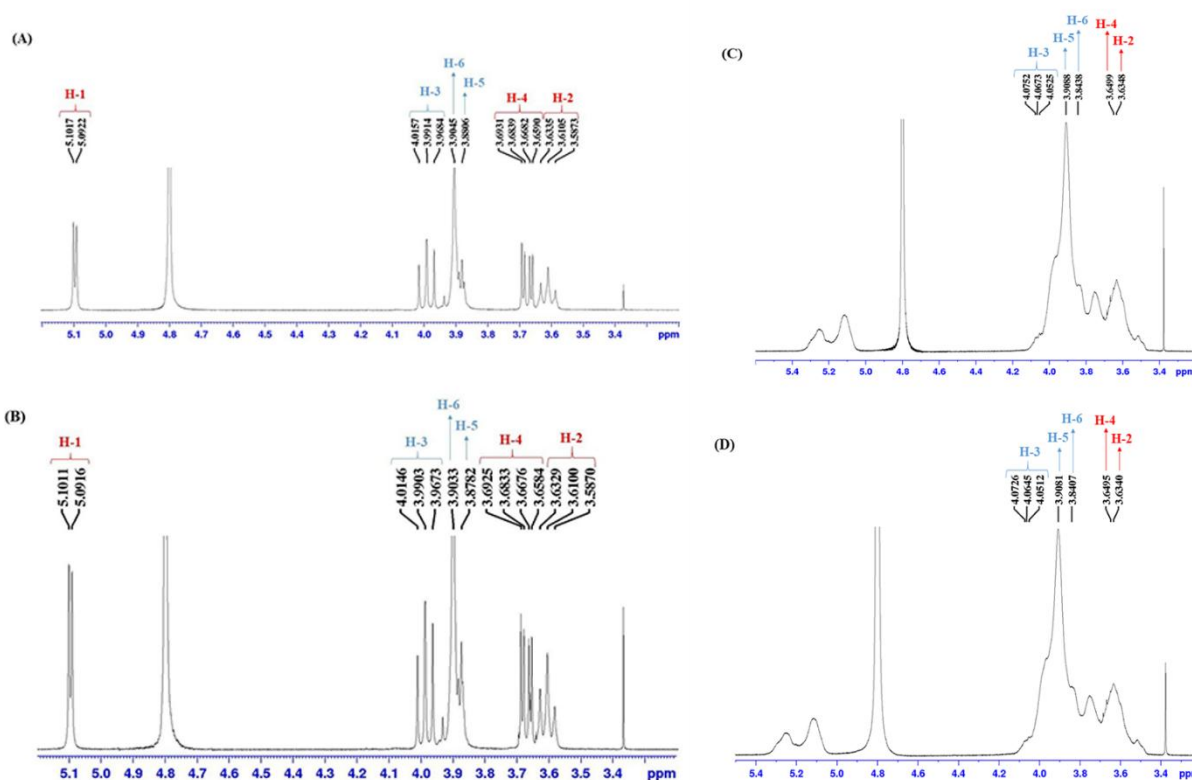 (A)
H-6
H-5
H-1
H-3
H-4
H-2
5.1017
5.0922
4.0157
3.9914
3.9684
3.9045
3.8806
3.6931
3.6839
3.6682
3.6590
3.6335
3.6105
3.5873
5.1 5.0 4.9 4.8 4.7 4.6 4.5 4.4 4.3 4.2 4.1 4.0 3.9 3.8 3.7 3.6 3.5 3.4 ppm
(B)
H-6
H-5
H-1
H-3
H-4
H-2
5.1011
5.0916
4.0146
3.9903
3.9673
3.9033
3.8782
3.6925
3.6833
3.6676
3.6584
3.6329
3.6100
3.5870
5.1 5.0 4.9 4.8 4.7 4.6 4.5 4.4 4.3 4.2 4.1 4.0 3.9 3.8 3.7 3.6 3.5 3.4 ppm
(C)
H-6
H-4
H-5
H-2
H-3
4.0752
4.0673
4.0525
3.9088
3.8438
3.6499
3.6348
5.4 5.2 5.0 4.8 4.6 4.4 4.2 4.0 3.8 3.6 3.4 ppm
(D)
H-6
H-4
H-5
H-2
H-3
4.0726
4.0645
4.0512
3.9081
3.8407
3.6495
3.6340
5.4 5.2 5.0 4.8 4.6 4.4 4.2 4.0 3.8 3.6 3.4 ppm